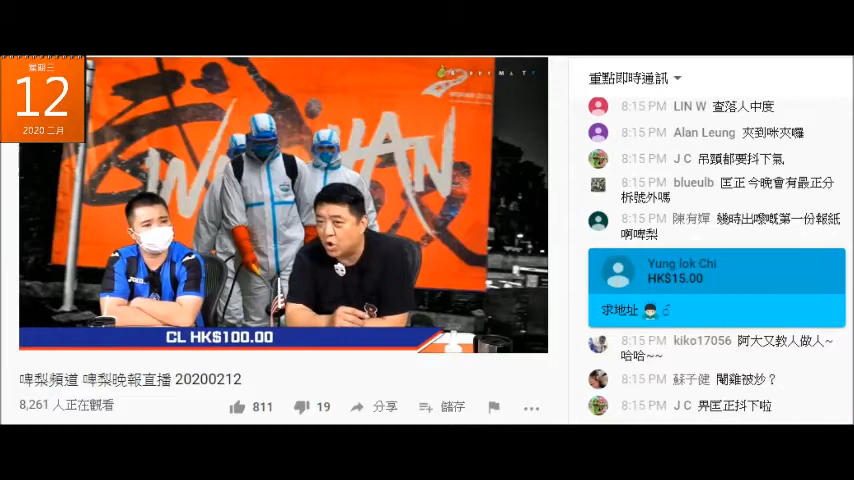 星期三
12
2020 二月
BEERMATT
武
漢
WUHAN
CL HK$100.00
啤梨頻道 啤梨晚報直播 20200212
8,261 人正在觀看
811
19
分享
儲存
重點即時通訊
8:15 PM LIN W 查落人中度
8:15 PM Alan Leung 夾到咪夾囉
8:15 PM J C 吊頸都要抖下氣
8:15 PM blueulb 匡正 今晚會有最正分
柝號外嗎
8:15 PM 陳有嬋 幾時出嚟嘅第一份報紙
啊啤梨
Yung lok Chi
HK$15.00
求地址
8:15 PM kiko17056 阿大又教人做人~
哈哈~~
8:15 PM 蘇子健 閹雞被炒？
8:15 PM J C 畀匡正抖下啦